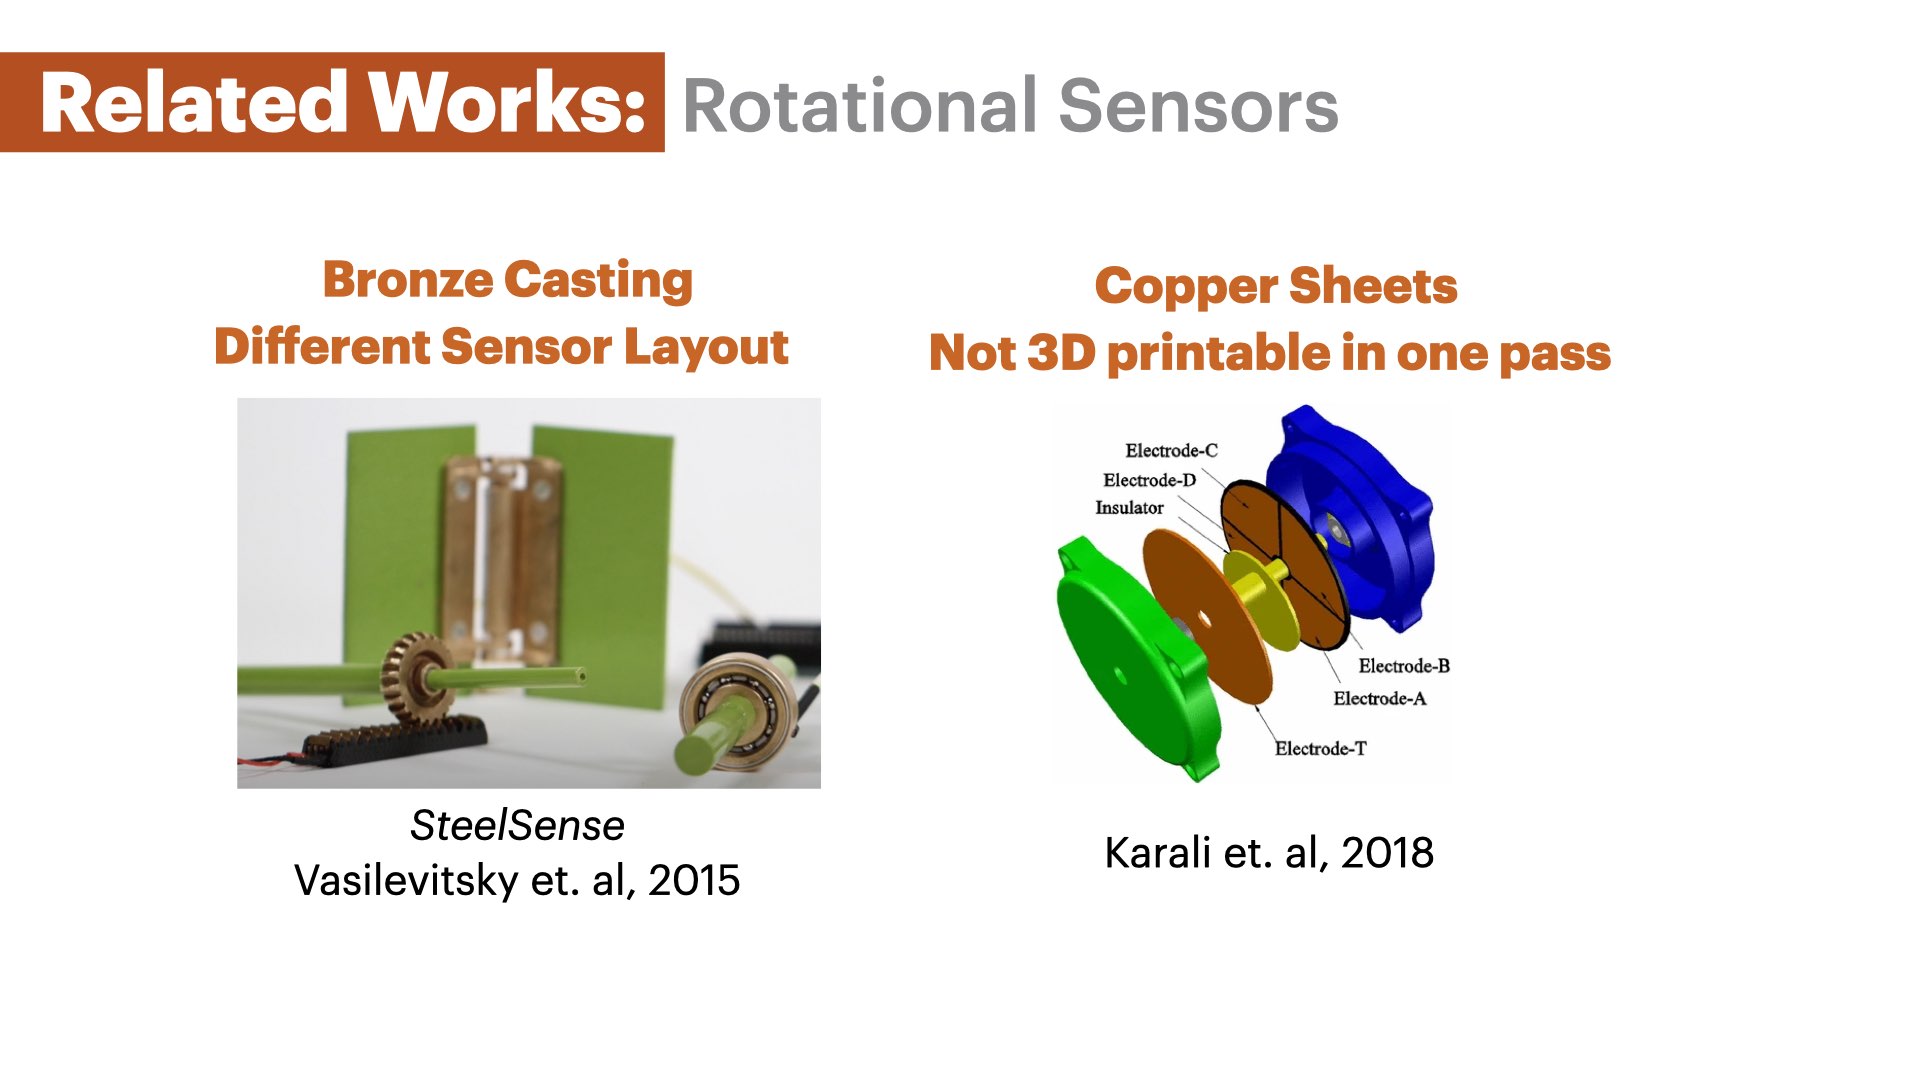 Related Works: Rotational Sensors
Bronze Casting
Different Sensor Layout
SteelSense
Vasilevitsky et. al, 2015
Copper Sheets
Not 3D printable in one pass
Electrode-C
Electrode-D
Insulator
Electrode-B
Electrode-A
Electrode-T
Karali et. al, 2018